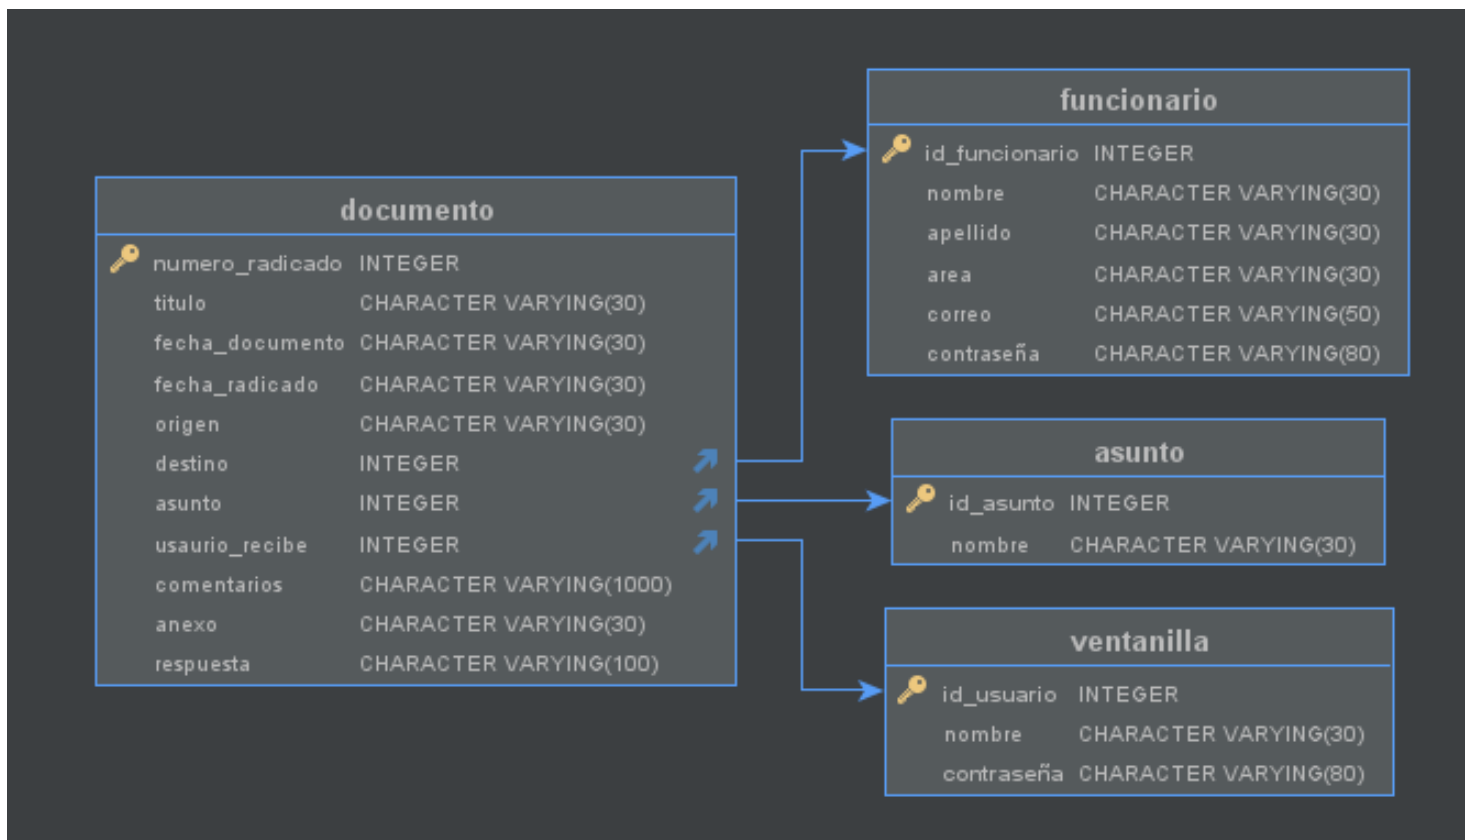 documento
numero_radicado INTEGER
titulo CHARACTER VARYING(30)
fecha_documento CHARACTER VARYING(30)
fecha_radicado CHARACTER VARYING(30)
origen CHARACTER VARYING(30)
destino INTEGER
asunto INTEGER
usaurio_recibe INTEGER
comentarios CHARACTER VARYING(1000)
anexo CHARACTER VARYING(30)
respuesta CHARACTER VARYING(100)
funcionario
id_funcionario INTEGER
nombre CHARACTER VARYING(30)
apellido CHARACTER VARYING(30)
area CHARACTER VARYING(30)
correo CHARACTER VARYING(50)
contraseña CHARACTER VARYING(80)
asunto
id_asunto INTEGER
nombre CHARACTER VARYING(30)
ventanilla
id_usuario INTEGER
nombre CHARACTER VARYING(30)
contraseña CHARACTER VARYING(80)